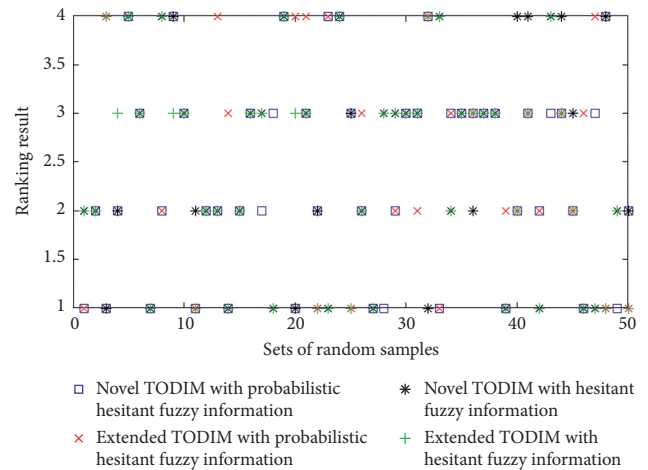 4
3.5
3
2.5
2
1.5
1
Ranking result
0
10
20
30
40
50
Sets of random samples
Novel TODIM with probabilistic
hesitant fuzzy information
Extended TODIM with probabilistic
hesitant fuzzy information
Novel TODIM with hesitant
fuzzy information
Extended TODIM with
hesitant fuzzy information